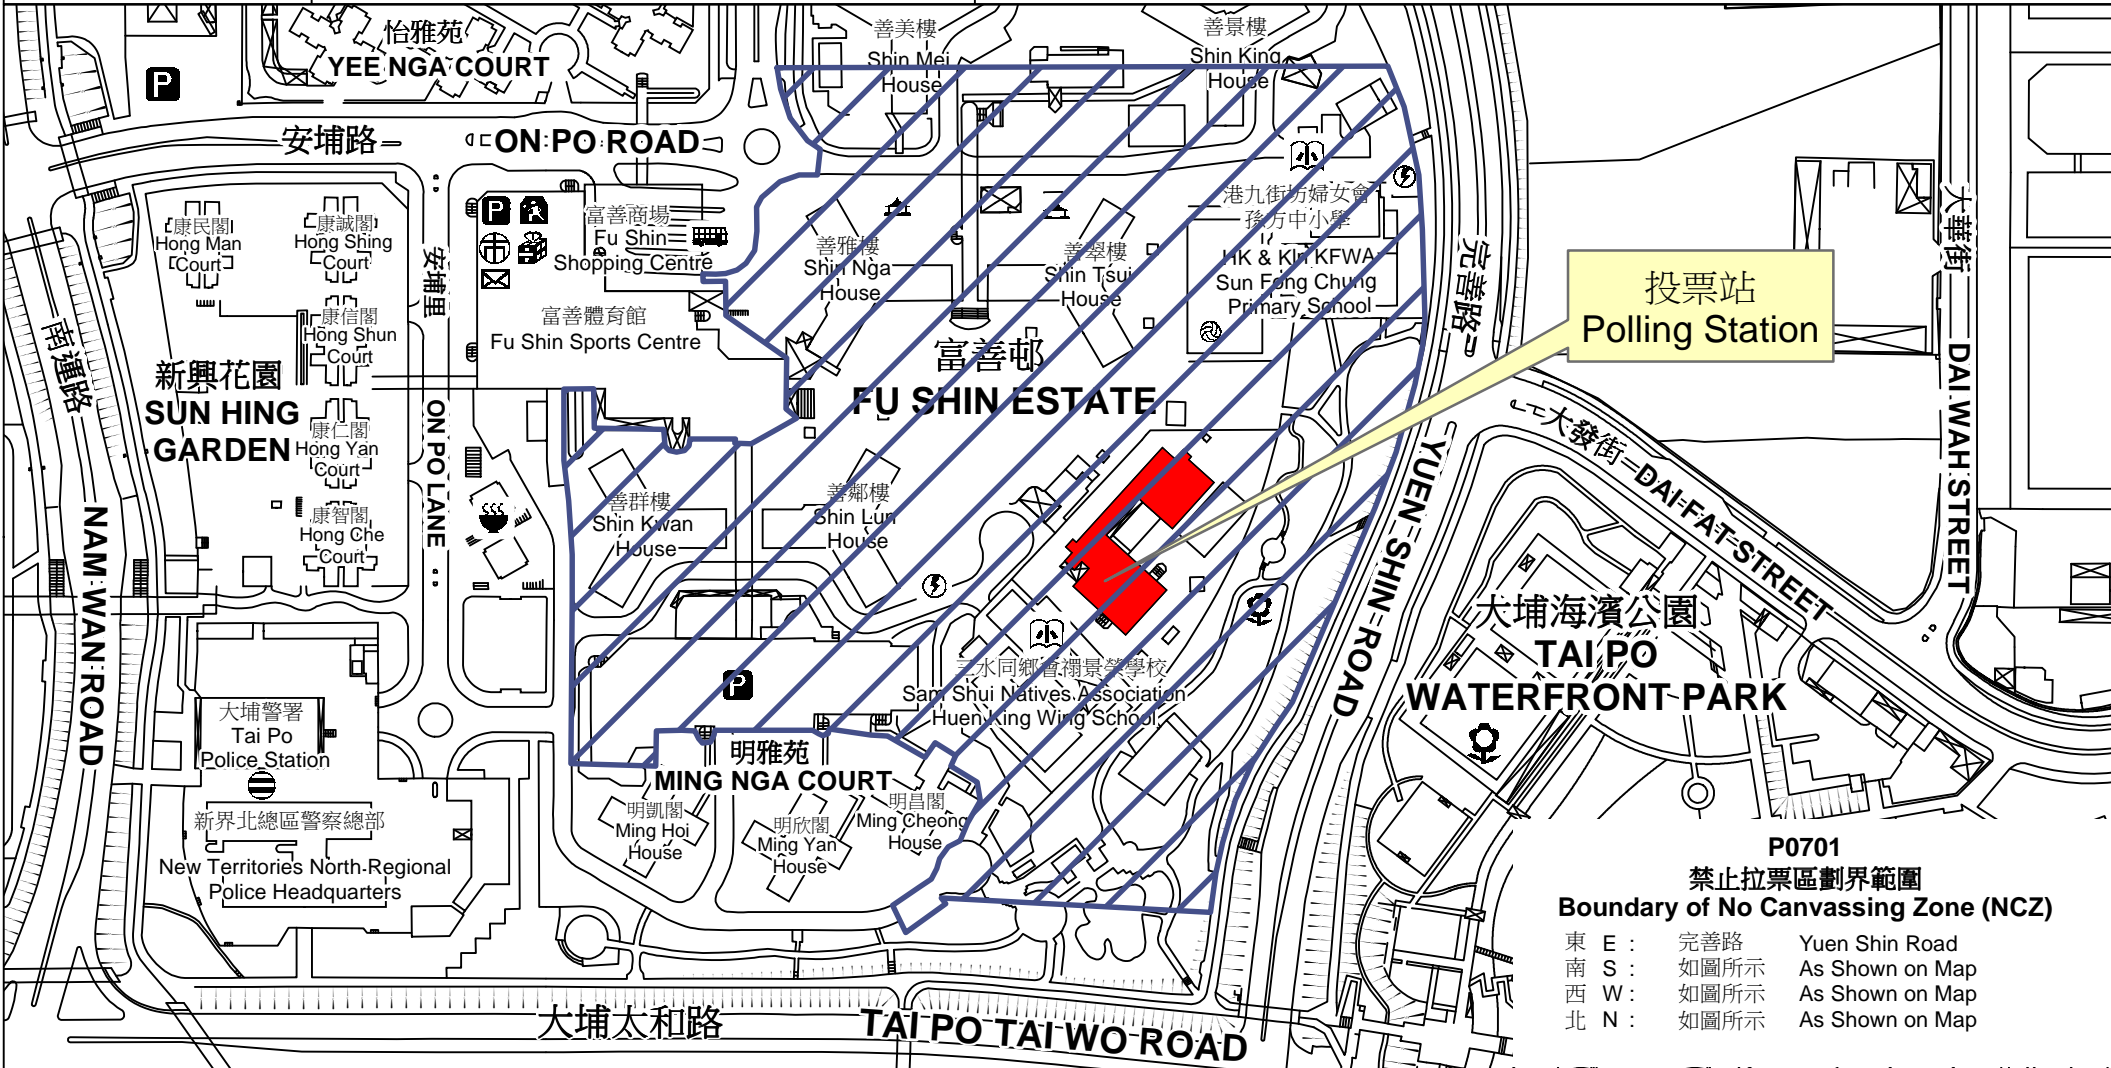 怡雅苑
YEE NGA COURT
善美樓
Shin Mei
House
善景樓
Shin King
House
安埔路
ON PO ROAD
康民閣
Hong Man
Court
康誠閣
Hong Shing
Court
富善商場
Fu Shin
Shopping Centre
善雅樓
Shin Nga
House
善翠樓
Shin Tsui
House
港九街坊婦女會
孫方中小學
HK & Kln KFWA
Sun Fong Chung
Primary School
小
完善路
大華街
DAI WAH STREET
投票站
Polling Station
南運路
NAM WAN ROAD
安埔里
ON PO LANE
康信閣
Hong Shun
Court
富善體育館
Fu Shin Sports Centre
新興花園
SUN HING
GARDEN
康仁閣
Hong Yan
Court
富善邨
FU SHIN ESTATE
康智閣
Hong Che
Court
善群樓
Shin Kwan
House
善鄰樓
Shin Lun
House
YUEN SHIN ROAD
大發街
DAI FAT STREET
小
三水同鄉會禤景榮學校
Sam Shui Natives Association
Huen King Wing School
大埔海濱公園
TAI PO
WATERFRONT PARK
大埔警署
Tai Po
Police Station
新界北總區警察總部
New Territories North Regional
Police Headquarters
明雅苑
MING NGA COURT
明凱閣
Ming Hoi
House
明欣閣
Ming Yan
House
明昌閣
Ming Cheong
House
P
P
P
市
大埔太和路
TAI PO TAI WO ROAD
P0701
禁止拉票區劃界範圍
Boundary of No Canvassing Zone (NCZ)
東 E : 完善路 Yuen Shin Road
南 S : 如圖所示 As Shown on Map
西 W : 如圖所示 As Shown on Map
北 N : 如圖所示 As Shown on Map